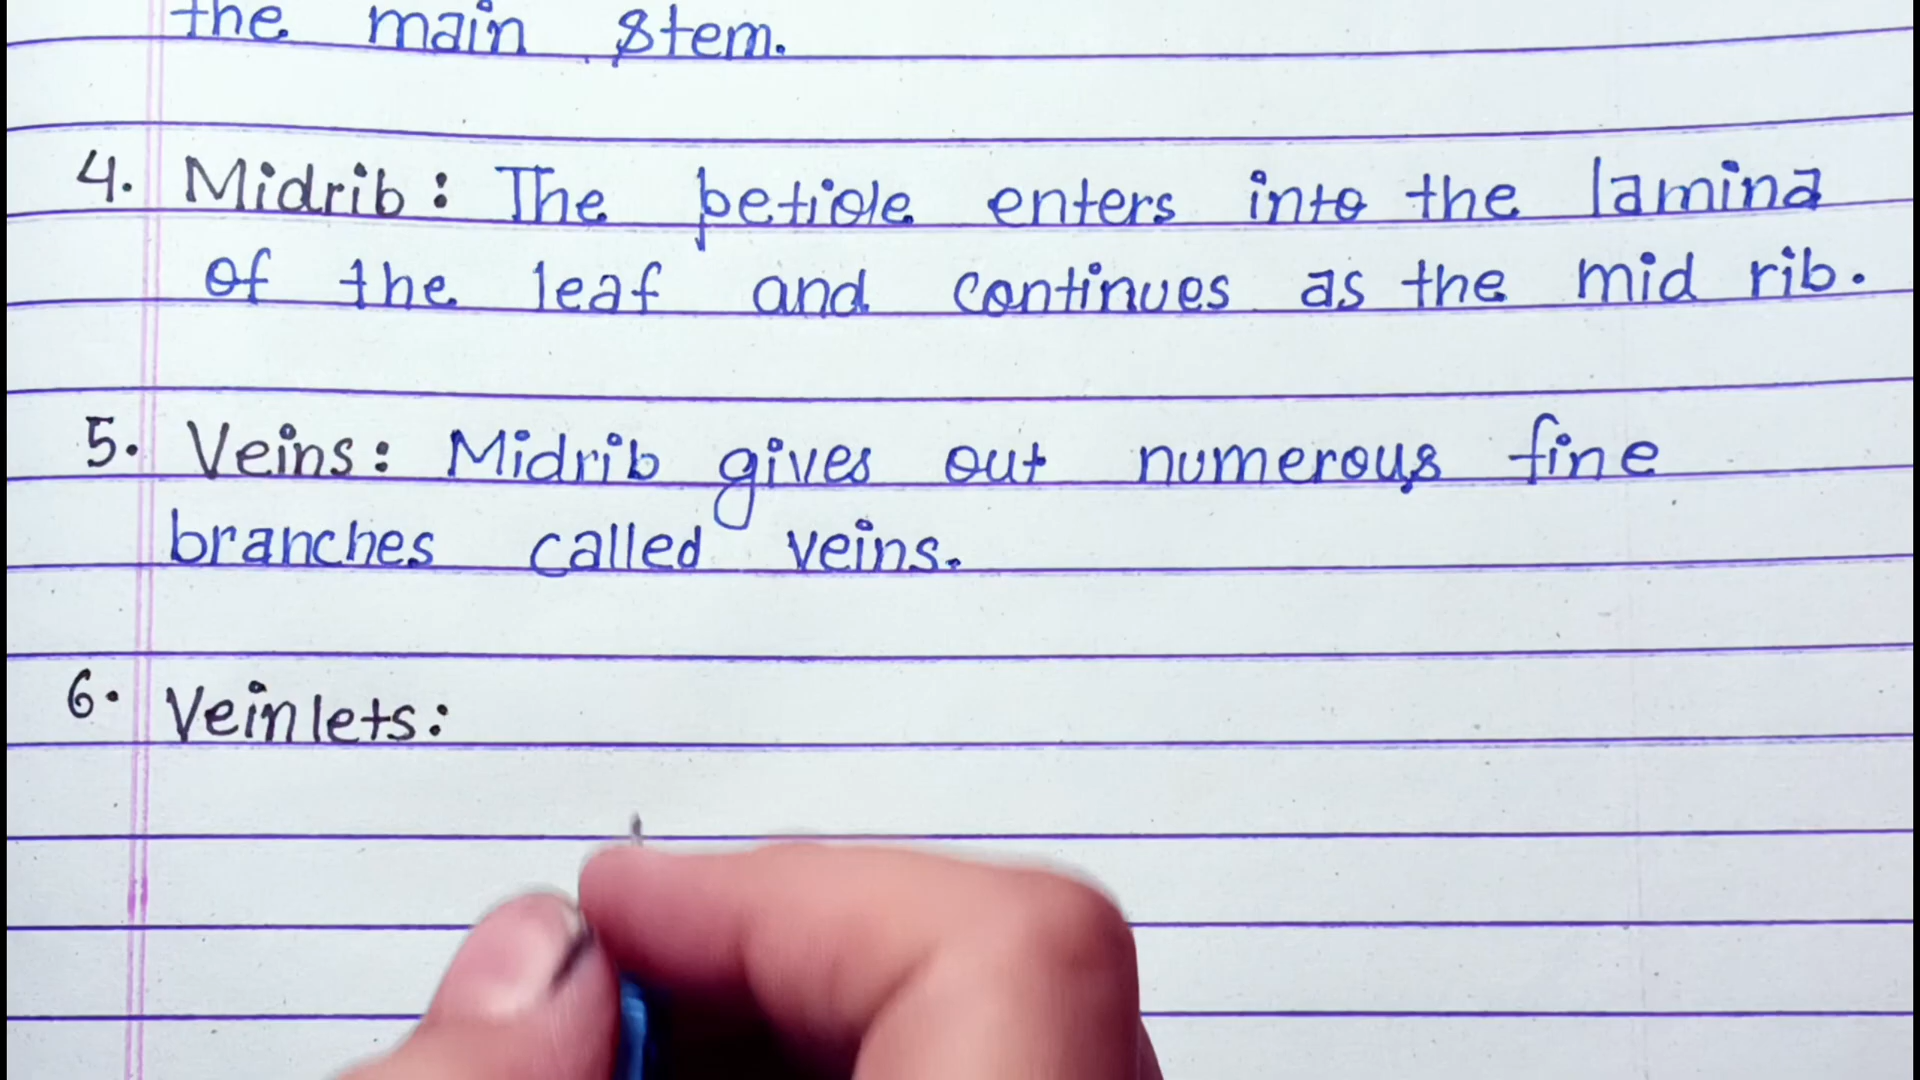 the main stem.
4. Midrib: The petiole enters into the lamina
of the leaf and continues as the mid rib.
5. Veins: Midrib gives out numerous fine
branches called veins.
6. Veinlets: